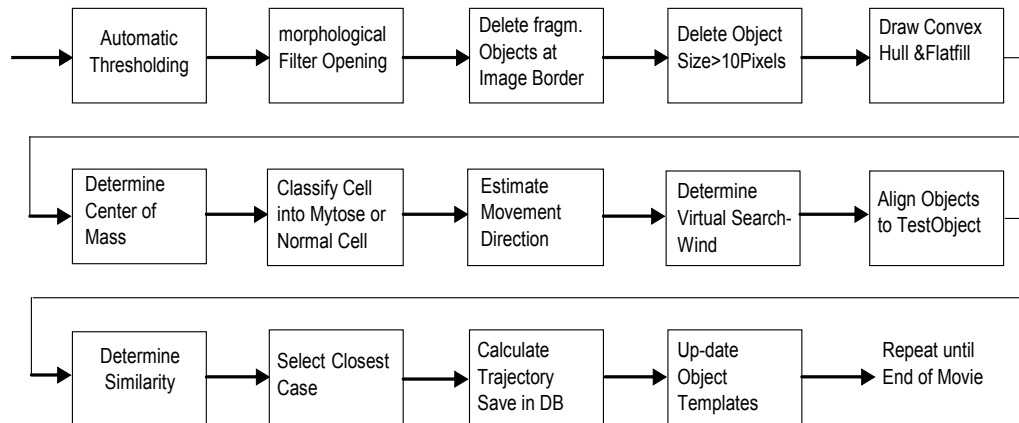 Automatic
Thresholding
morphological
Filter Opening
Delete fragm.
Objects at
Image Border
Delete Object
Size>10Pixels
Draw Convex
Hull &Flatfill
Determine
Center of
Mass
Classify Cell
into Mytose or
Normal Cell
Estimate
Movement
Direction
Determine
Virtual Search-
Wind
Align Objects
to TestObject
Determine
Similarity
Select Closest
Case
Calculate
Trajectory
Save in DB
Up-date
Object
Templates
Repeat until
End of Movie